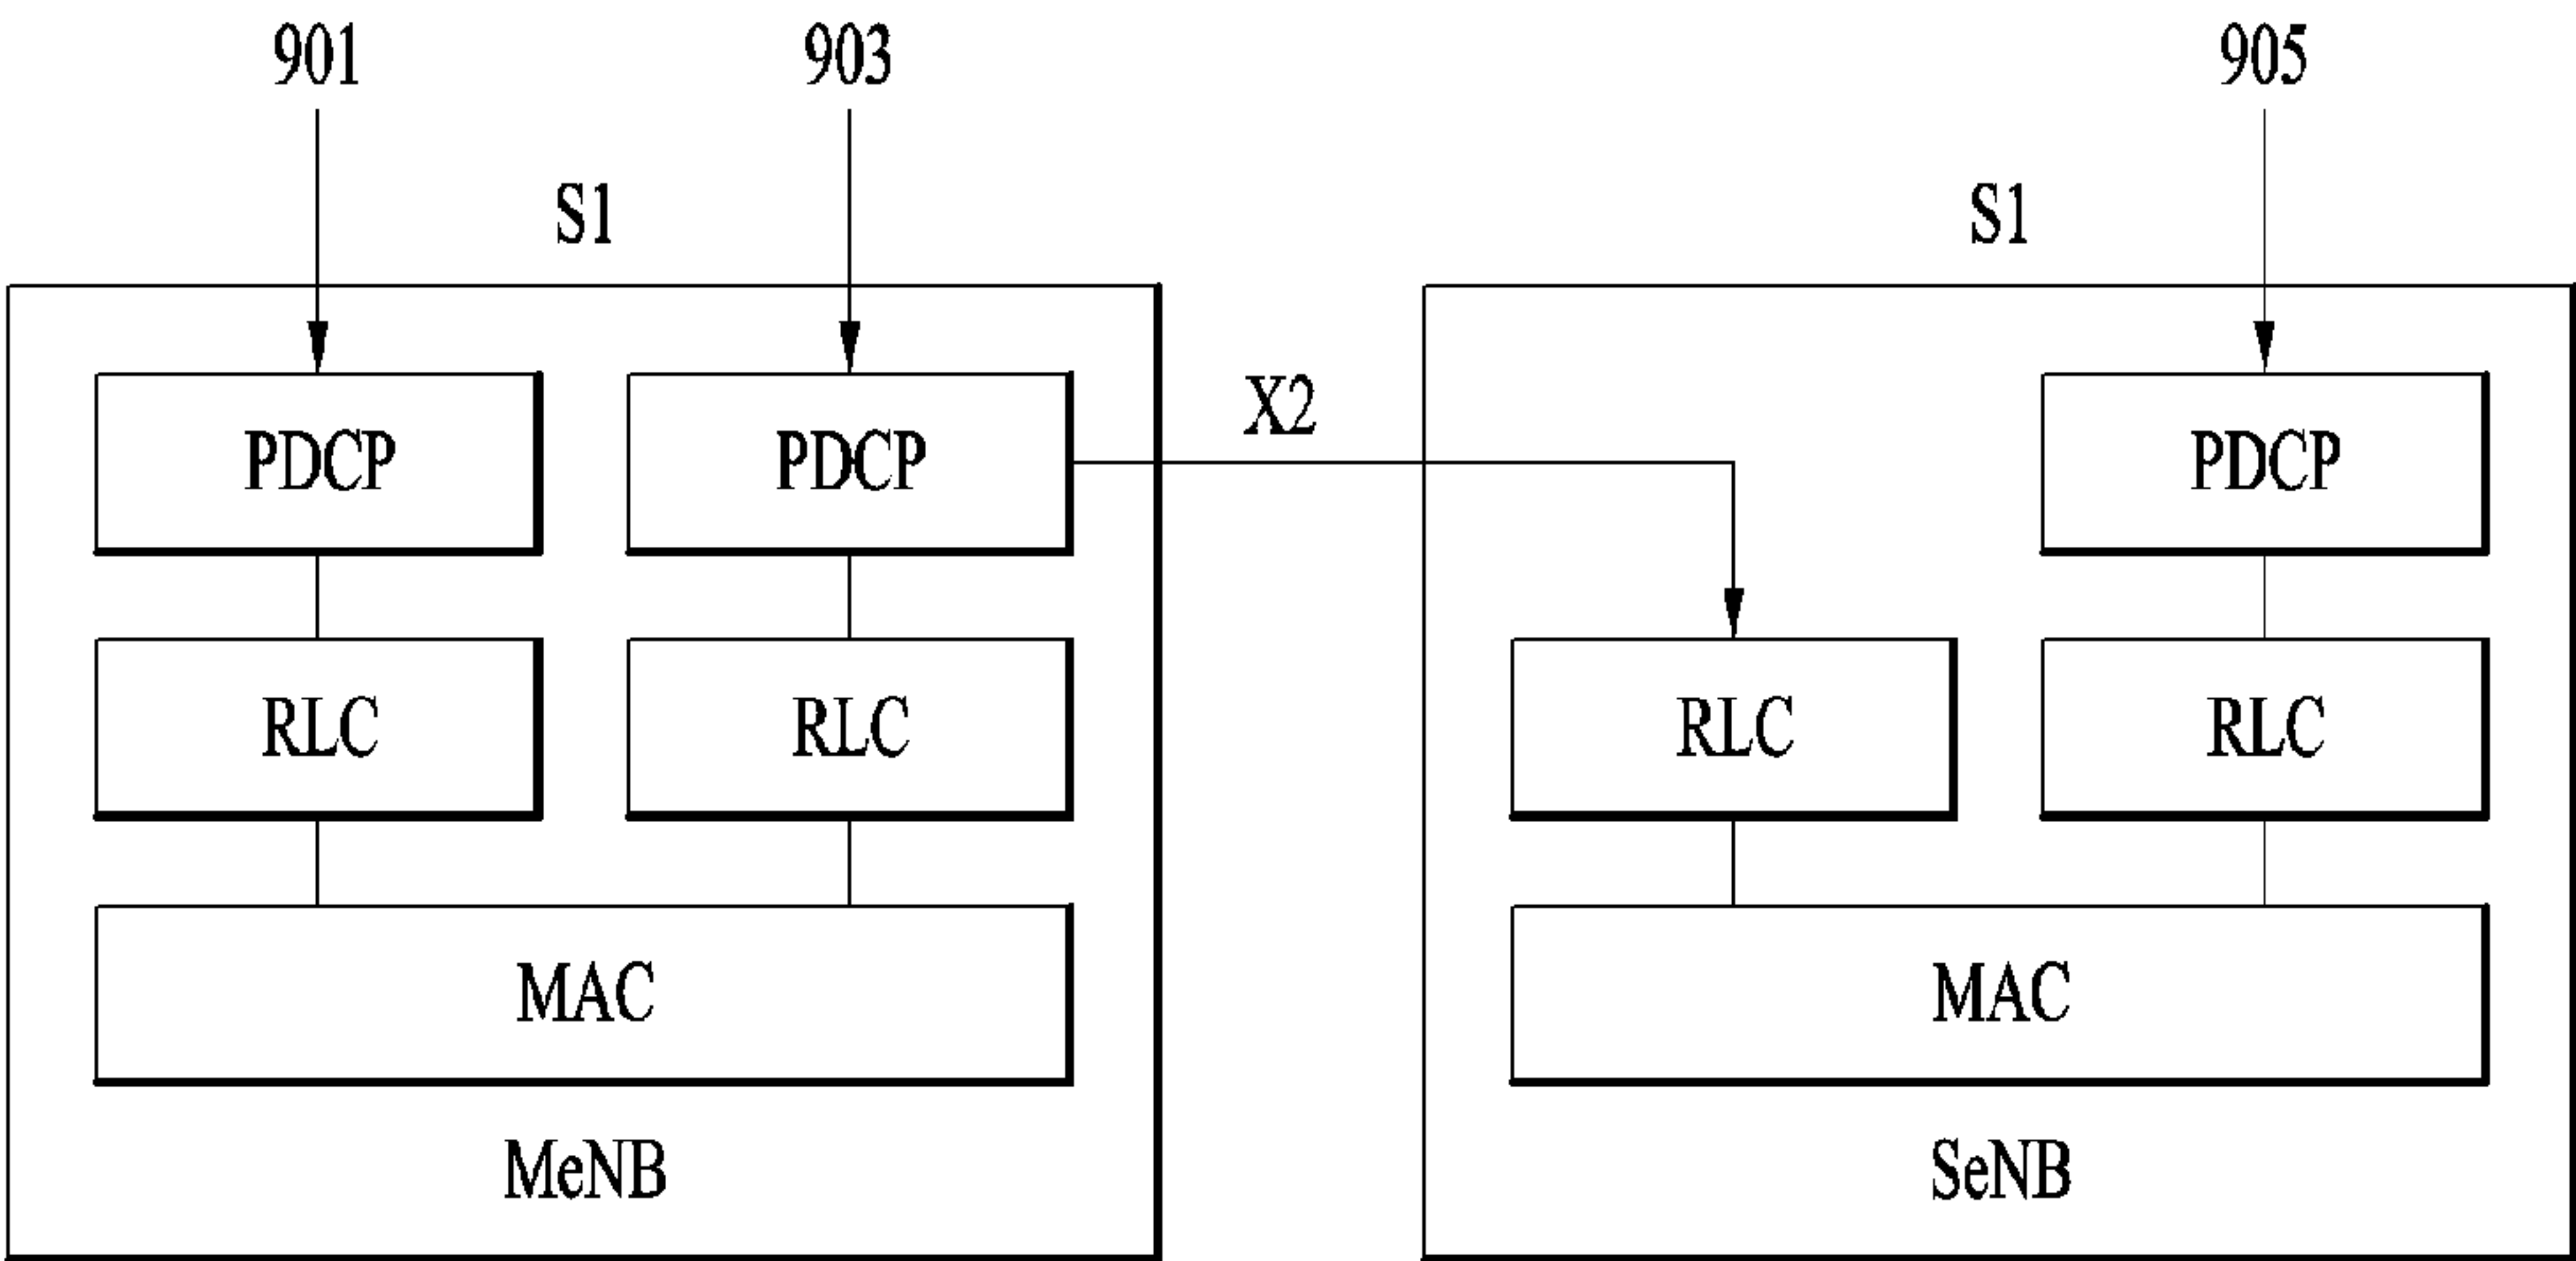 901 903 905
S1 S1
X2
PDCP PDCP PDCP
RLC RLC RLC RLC
MAC MAC
MeNB SeNB